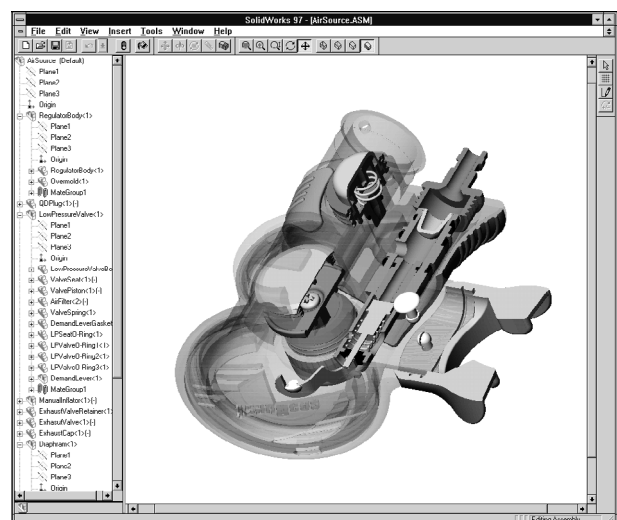 SolidWorks 97 - [AirSource.ASM]
File Edit View Insert Tools Window Help
AirSource (Default)
Plane1
Plane2
Plane3
Origin
RegulatorBody<1>
Plane1
Plane2
Plane3
Origin
RegulatorBody<1>
Overmold<1>
MateGroup1
QDPlug<1>(-)
LowPressureValve<1>
Plane1
Plane2
Plane3
Origin
LowPressureValveBo
ValveSeat<1>(-)
ValvePiston<1>(-)
AirFilter<2>(-)
ValveSpring<1>(-)
DemandLeverGasket
LPSeatO-Ring<1>(-)
LPValveO-Ring1<1>
LPValveO-Ring2<1>
LPValveO-Ring3<1>
DemandLever<1>
MateGroup1
ManualInflator<1>(-)
ExhaustValveRetainer<1>
ExhaustValve<1>(-)
ExhaustCap<1>(-)
Diaphram<1>
Plane1
Plane2
Plane3
Origin
Editing Assembly